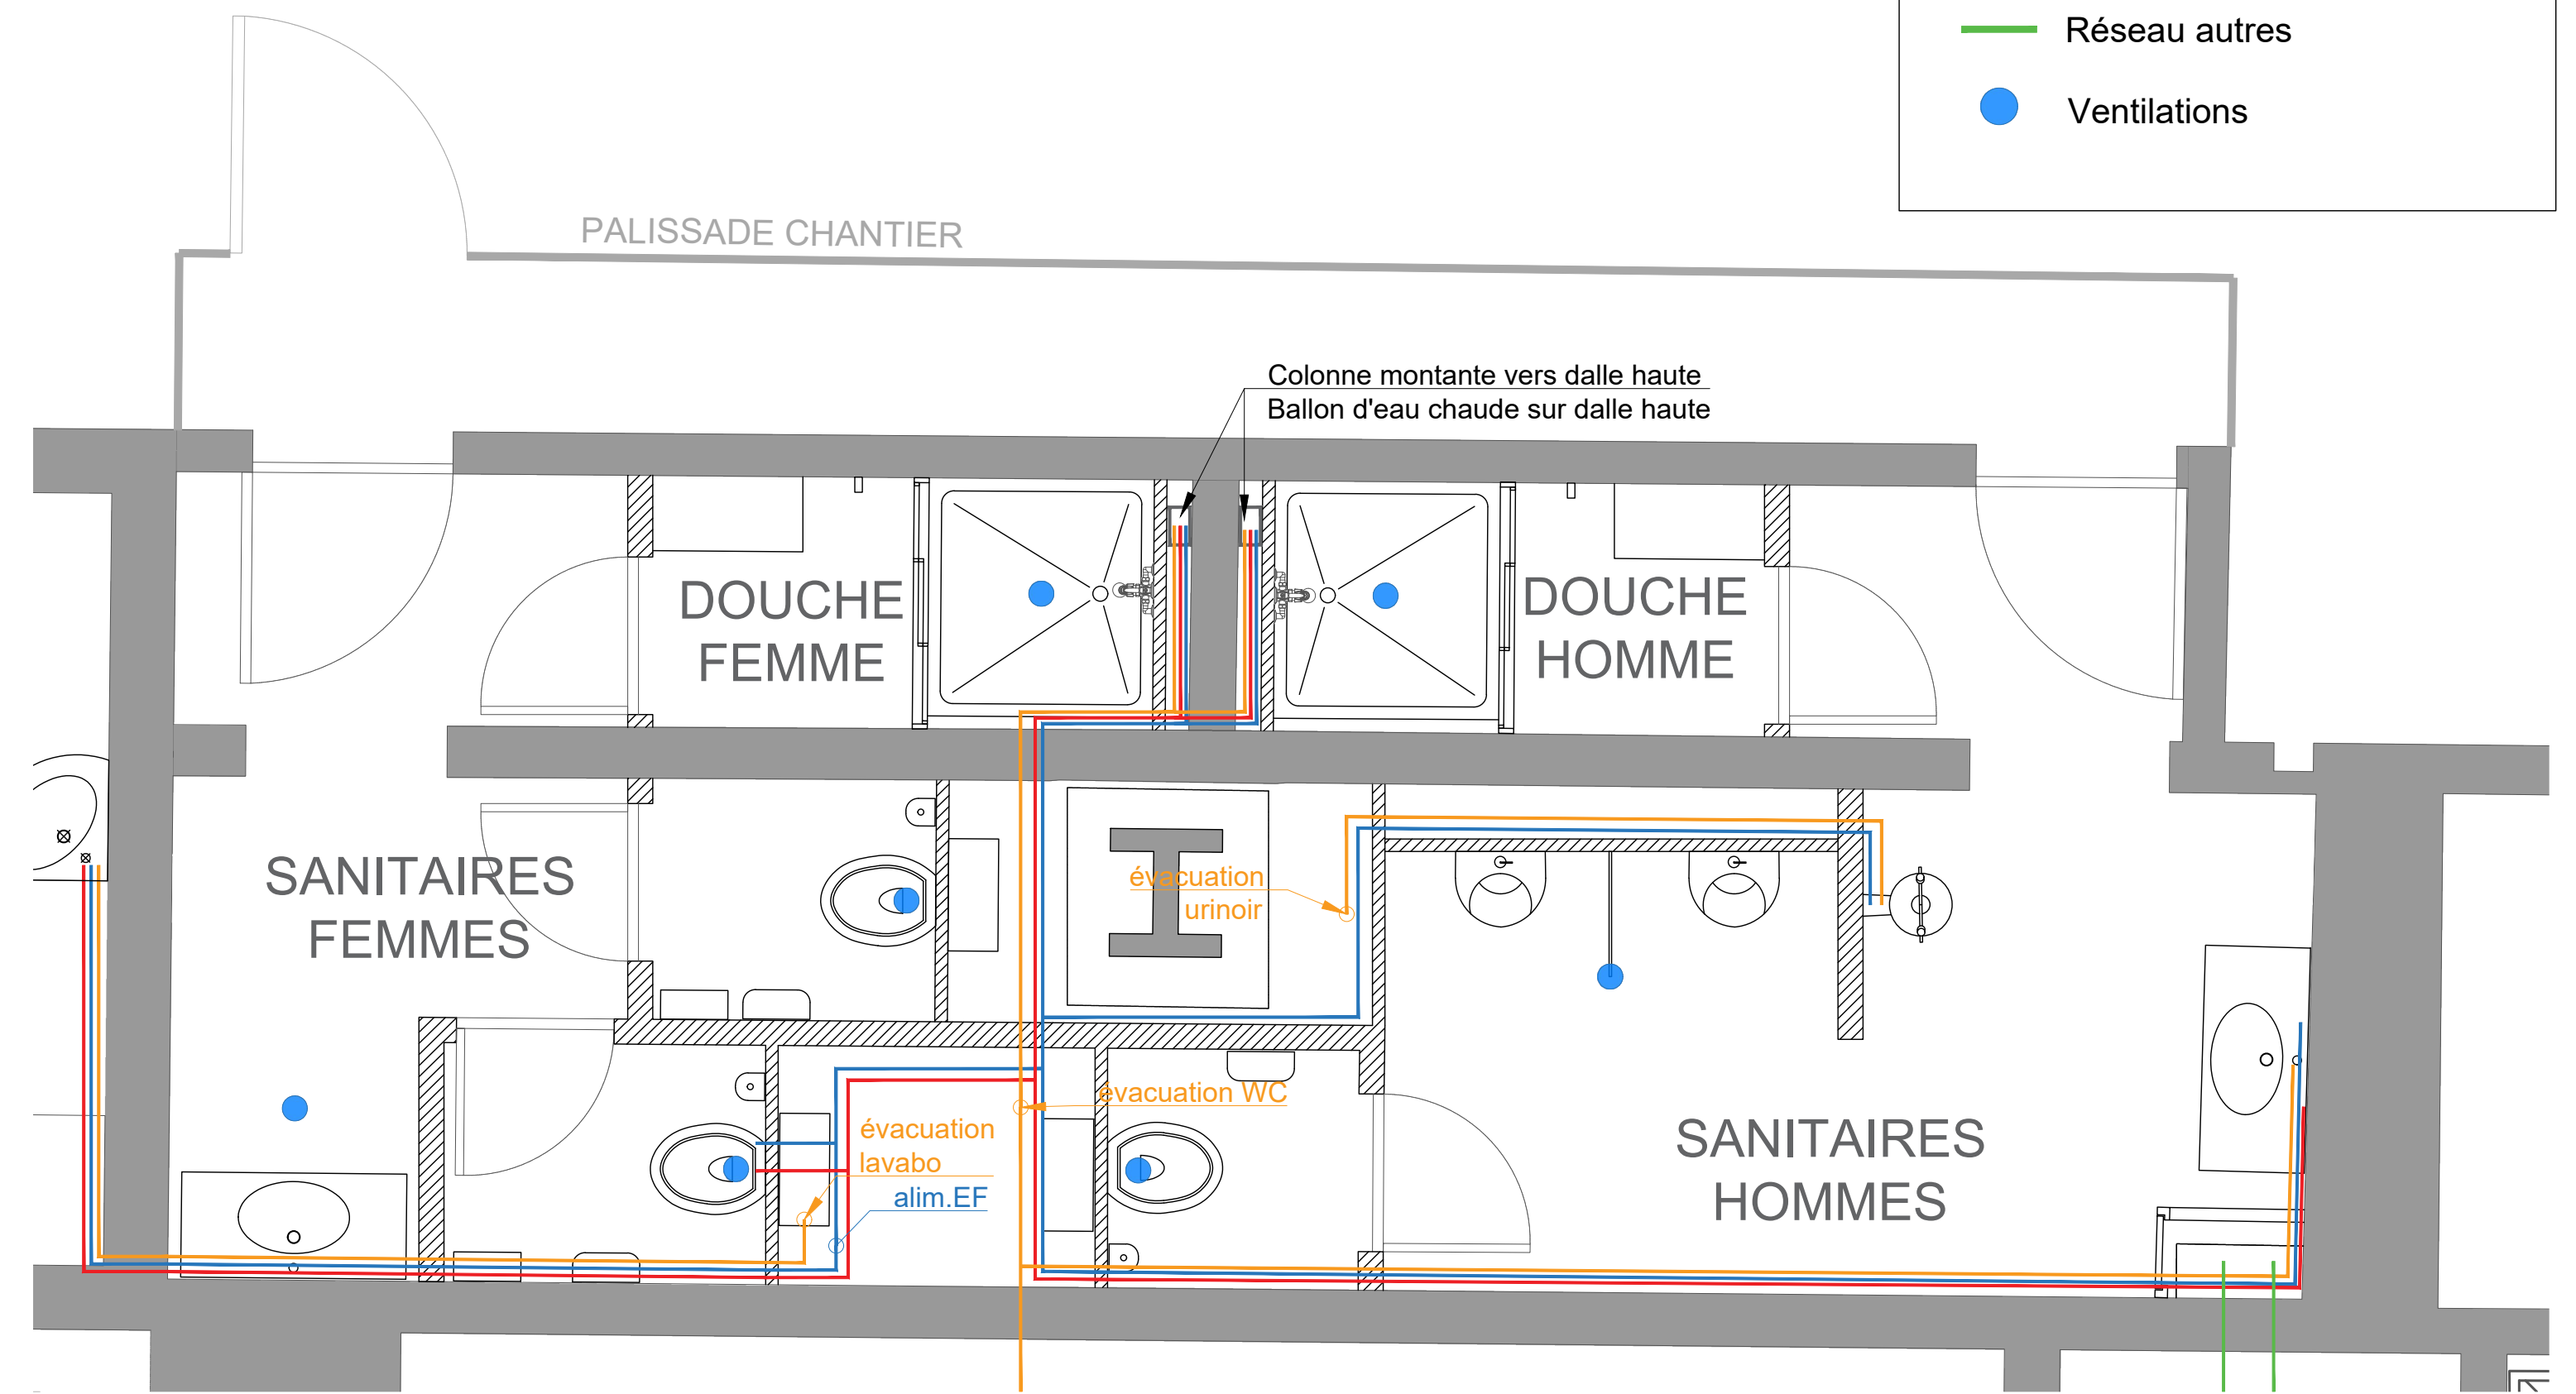 Réseau autres
Ventilations
PALISSADE CHANTIER
Colonne montante vers dalle haute
Ballon d'eau chaude sur dalle haute
DOUCHE
FEMME
DOUCHE
HOMME
SANITAIRES
FEMMES
évacuation
urinoir
évacuation WC
évacuation
lavabo
alim.EF
SANITAIRES
HOMMES